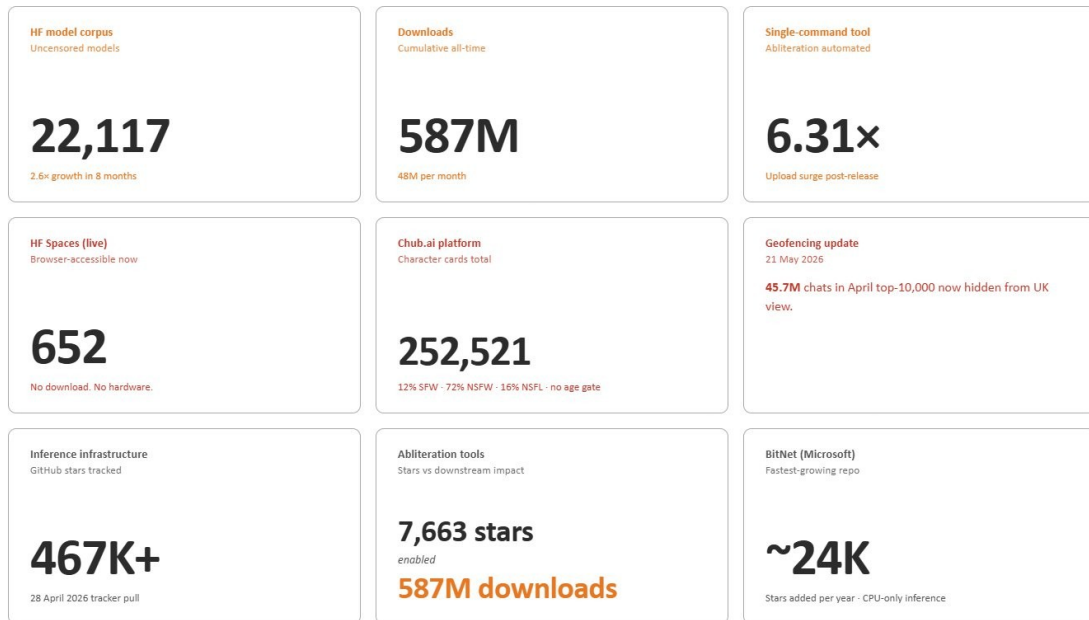 HF model corpus
Uncensored models
22,117
2.6× growth in 8 months
Downloads
Cumulative all-time
587M
48M per month
Single-command tool
Abliteration automated
6.31×
Upload surge post-release
HF Spaces (live)
Browser-accessible now
652
No download. No hardware.
Chub.ai platform
Character cards total
252,521
12% SFW · 72% NSFW · 16% NSFL · no age gate
Geofencing update
21 May 2026
45.7M chats in April top-10,000 now hidden from UK
view.
Inference infrastructure
GitHub stars tracked
467K+
28 April 2026 tracker pull
Abliteration tools
Stars vs downstream impact
7,663 stars
enabled
587M downloads
BitNet (Microsoft)
Fastest-growing repo
~24K
Stars added per year · CPU-only inference